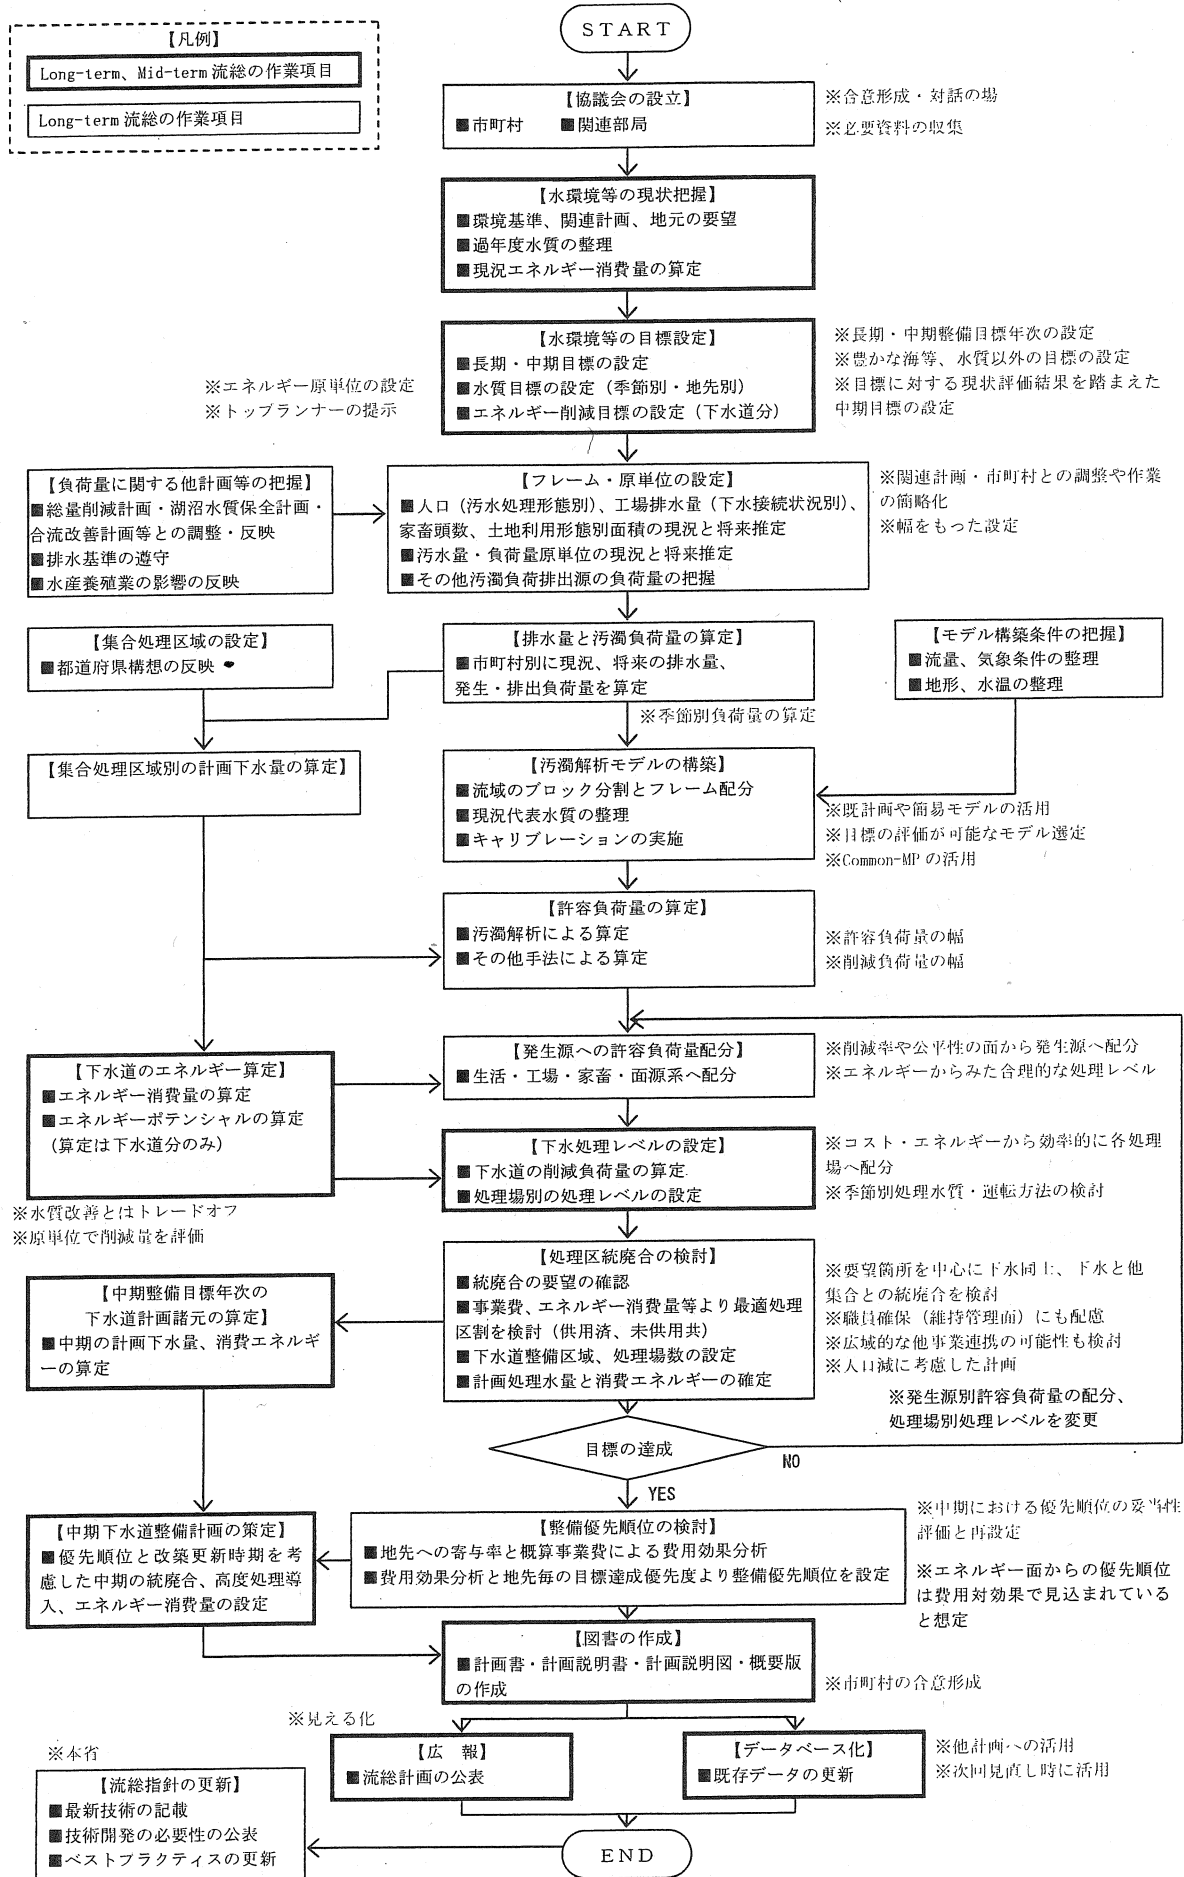 START
【凡例】
Long-term、Mid-term 流総の作業項目
Long-term 流総の作業項目
【協議会の設立】
■市町村　■関連部局
※合意形成・対話の場
※必要資料の収集
【水環境等の現状把握】
■環境基準、関連計画、地元の要望
■過年度水質の整理
■現況エネルギー消費量の算定
【水環境等の目標設定】
■長期・中期目標の設定
■水質目標の設定（季節別・地先別）
■エネルギー削減目標の設定（下水道分）
※エネルギー原単位の設定
※トップランナーの提示
※長期・中期整備目標年次の設定
※豊かな海等、水質以外の目標の設定
※目標に対する現状評価結果を踏まえた
中期目標の設定
【負荷量に関する他計画等の把握】
■総量削減計画・湖沼水質保全計画・
合流改善計画等との調整・反映
■排水基準の遵守
■水産養殖業の影響の反映
【フレーム・原単位の設定】
■人口（汚水処理形態別）、工場排水量（下水接続状況別）、
家畜頭数、土地利用形態別面積の現況と将来推定
■汚水量・負荷量原単位の現況と将来推定
■その他汚濁負荷排出源の負荷量の把握
※関連計画・市町村との調整や作業
の簡略化
※幅をもった設定
【集合処理区域の設定】
■都道府県構想の反映
【排水量と汚濁負荷量の算定】
■市町村別に現況、将来の排水量、
発生・排出負荷量を算定
※季節別負荷量の算定
【モデル構築条件の把握】
■流量、気象条件の整理
■地形、水温の整理
【集合処理区域別の計画下水量の算定】
【汚濁解析モデルの構築】
■流域のブロック分割とフレーム配分
■現況代表水質の整理
■キャリブレーションの実施
※既計画や簡易モデルの活用
※目標の評価が可能なモデル選定
※Common-MP の活用
【許容負荷量の算定】
■汚濁解析による算定
■その他手法による算定
※許容負荷量の幅
※削減負荷量の幅
【下水道のエネルギー算定】
■エネルギー消費量の算定
■エネルギーポテンシャルの算定
（算定は下水道分のみ）
※水質改善とはトレードオフ
※原単位で削減量を評価
【発生源への許容負荷量配分】
■生活・工場・家畜・面源系へ配分
※削減率や公平性の面から発生源へ配分
※エネルギーからみた合理的な処理レベル
【下水処理レベルの設定】
■下水道の削減負荷量の算定
■処理場別の処理レベルの設定
※コスト・エネルギーから効率的に各処理
場へ配分
※季節別処理水質・運転方法の検討
【中期整備目標年次の
下水道計画諸元の算定】
■中期の計画下水量、消費エネルギ
ーの算定
【処理区統廃合の検討】
■統廃合の要望の確認
■事業費、エネルギー消費量等より最適処理
区割を検討（供用済、未供用共）
■下水道整備区域、処理場数の設定
■計画処理水量と消費エネルギーの確定
※要望箇所を中心に下水同士、下水と他
集合との統廃合を検討
※職員確保（維持管理面）にも配慮
※広域的な他事業連携の可能性も検討
※人口減に考慮した計画
※発生源別許容負荷量の配分、
処理場別処理レベルを変更
目標の達成
NO
YES
【中期下水道整備計画の策定】
■優先順位と改築更新時期を考
慮した中期の統廃合、高度処理導
入、エネルギー消費量の設定
【整備優先順位の検討】
■地先への寄与率と概算事業費による費用効果分析
■費用効果分析と地先毎の目標達成優先度より整備優先順位を設定
※中期における優先順位の妥当性
評価と再設定
※エネルギー面からの優先順位
は費用対効果で見込まれている
と想定
【図書の作成】
■計画書・計画説明書・計画説明図・概要版
の作成
※市町村の合意形成
※見える化
【広　報】
■流総計画の公表
【データベース化】
■既存データの更新
※他計画への活用
※次回見直し時に活用
※本省
【流総指針の更新】
■最新技術の記載
■技術開発の必要性の公表
■ベストプラクティスの更新
END